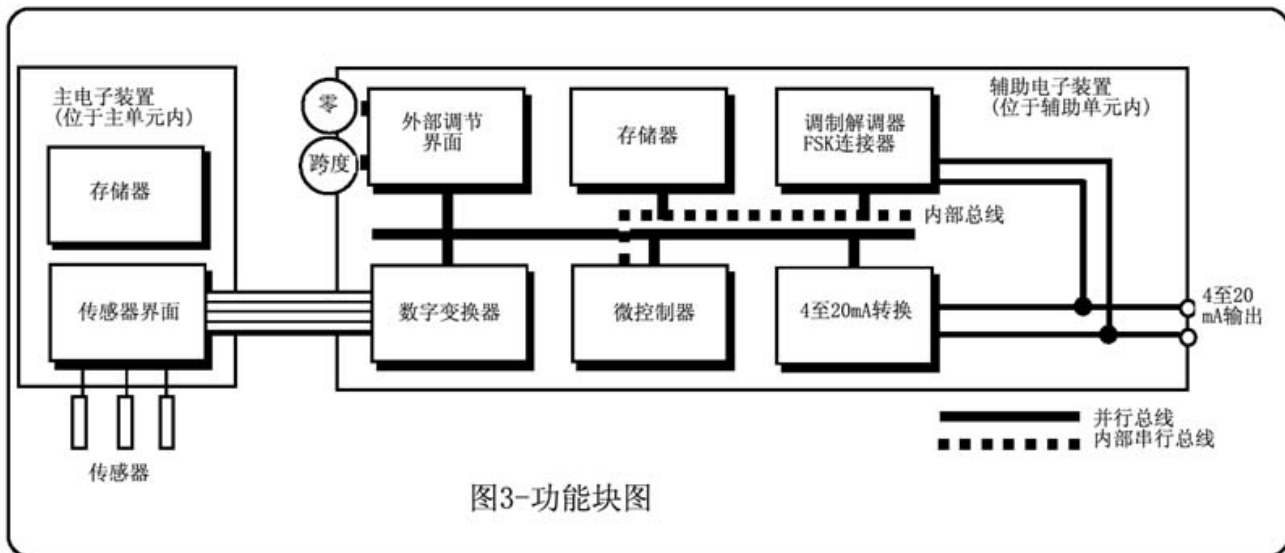 主电子装置
(位于主单元内)
存储器
传感器界面
传感器
零
跨度
外部调节
界面
存储器
调制解调器
FSK连接器
辅助电子装置
(位于辅助单元内)
内部总线
数字变换器
微控制器
4至20mA转换
4至20
mA输出
并行总线
内部串行总线
图3-功能块图